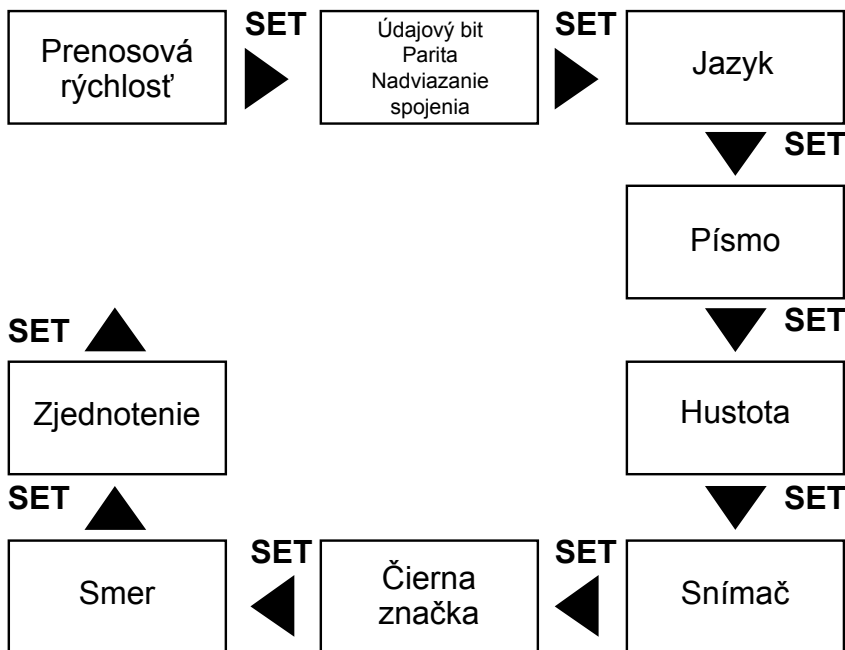 Prenosová
rýchlosť
SET
Údajový bit
Parita
Nadviazanie
spojenia
SET
Jazyk
SET
Písmo
SET
Hustota
SET
Snímač
SET
Čierna
značka
SET
Smer
SET
Zjednotenie
SET